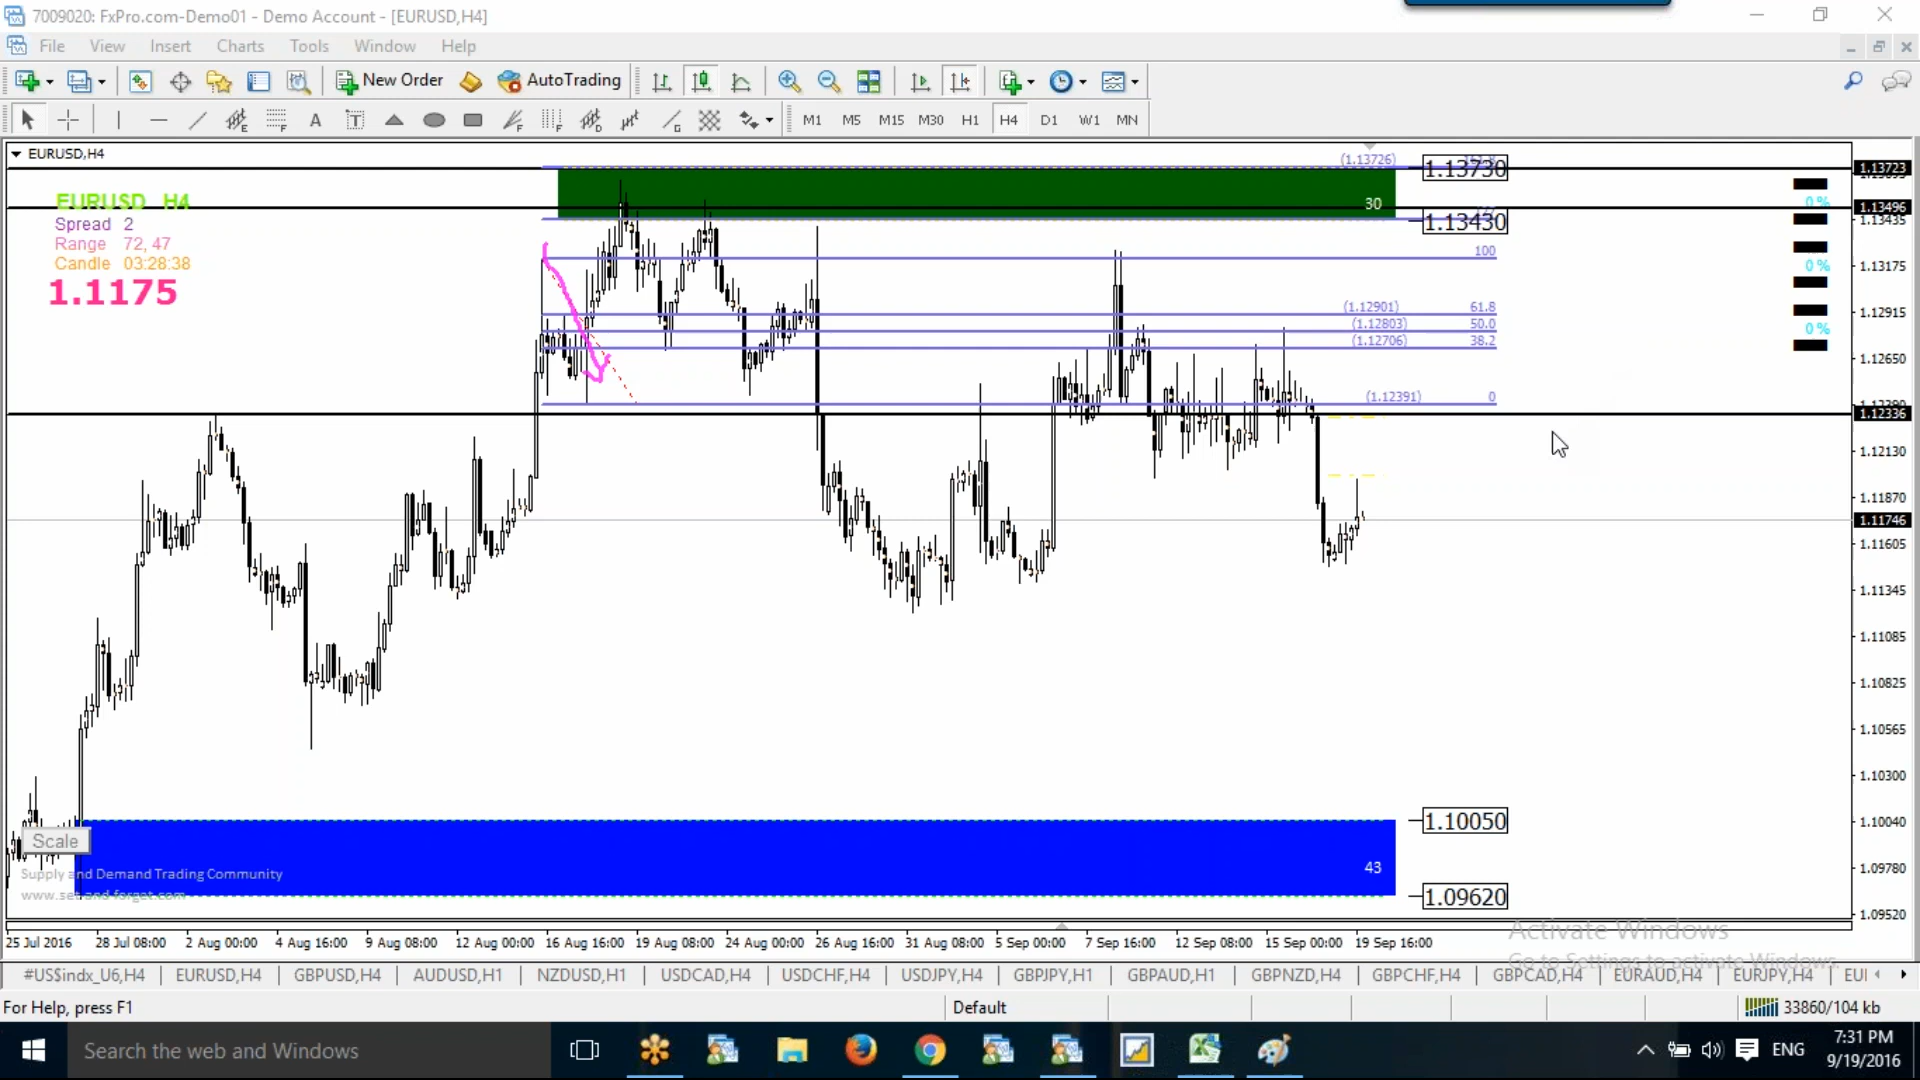 7009020: FxPro.com-Demo01 - Demo Account - [EURUSD,H4]
File View Insert Charts Tools Window Help
New Order AutoTrading
M1 M5 M15 M30 H1 H4 D1 W1 MN
EURUSD,H4
EURUSD H4
Spread 2
Range 72, 47
Candle 03:28:38
1.1175
(1.13726)
1.13730
30
1.13430
100
(1.12901) 61.8
(1.12803) 50.0
(1.12706) 38.2
(1.12391) 0
0 %
0 %
0 %
1.13723
1.13496
1.13435
1.13175
1.12915
1.12650
1.12336
1.12130
1.11870
1.11746
1.11605
1.11345
1.11085
1.10825
1.10565
1.10300
1.10040
1.09780
1.09520
1.10050
43
1.09620
Scale
Supply and Demand Trading Community
www.set-and-forget.com
25 Jul 2016 28 Jul 08:00 2 Aug 00:00 4 Aug 16:00 9 Aug 08:00 12 Aug 00:00 16 Aug 16:00 19 Aug 08:00 24 Aug 00:00 26 Aug 16:00 31 Aug 08:00 5 Sep 00:00 7 Sep 16:00 12 Sep 08:00 15 Sep 00:00 19 Sep 16:00
Activate Windows
Go to Settings to activate Windows.
#US$indx_U6,H4 EURUSD,H4 GBPUSD,H4 AUDUSD,H1 NZDUSD,H1 USDCAD,H4 USDCHF,H4 USDJPY,H4 GBPJPY,H1 GBPAUD,H1 GBPNZD,H4 GBPCHF,H4 GBPCAD,H4 EURAUD,H4 EURJPY,H4 EUI
For Help, press F1 Default 33860/104 kb
Search the web and Windows
ENG
7:31 PM
9/19/2016